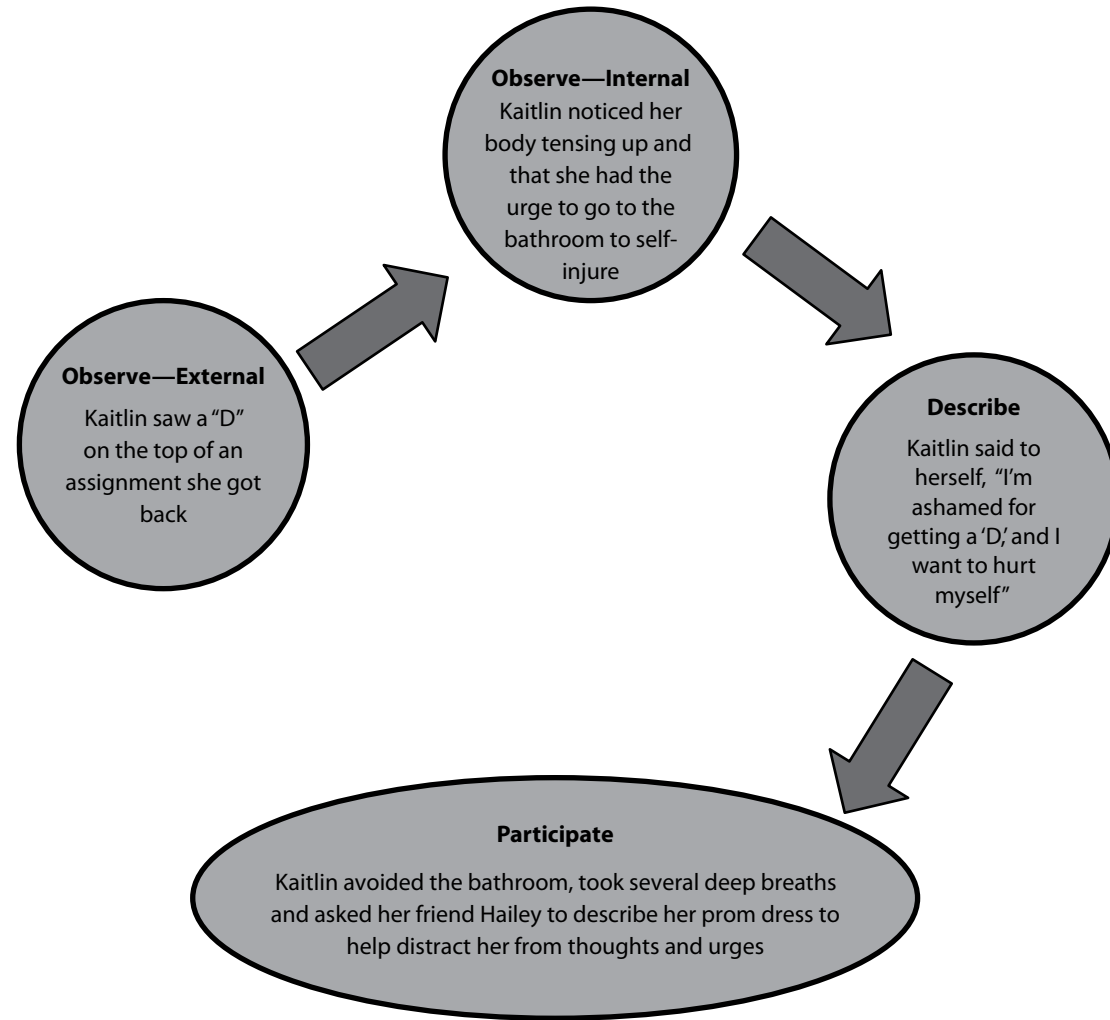 Observe—External
Kaitlin saw a “D”
on the top of an
assignment she got
back
Observe—Internal
Kaitlin noticed her
body tensing up and
that she had the
urge to go to the
bathroom to self-
injure
Describe
Kaitlin said to
herself, “I’m
ashamed for
getting a ‘D,’ and I
want to hurt
myself”
Participate
Kaitlin avoided the bathroom, took several deep breaths
and asked her friend Hailey to describe her prom dress to
help distract her from thoughts and urges